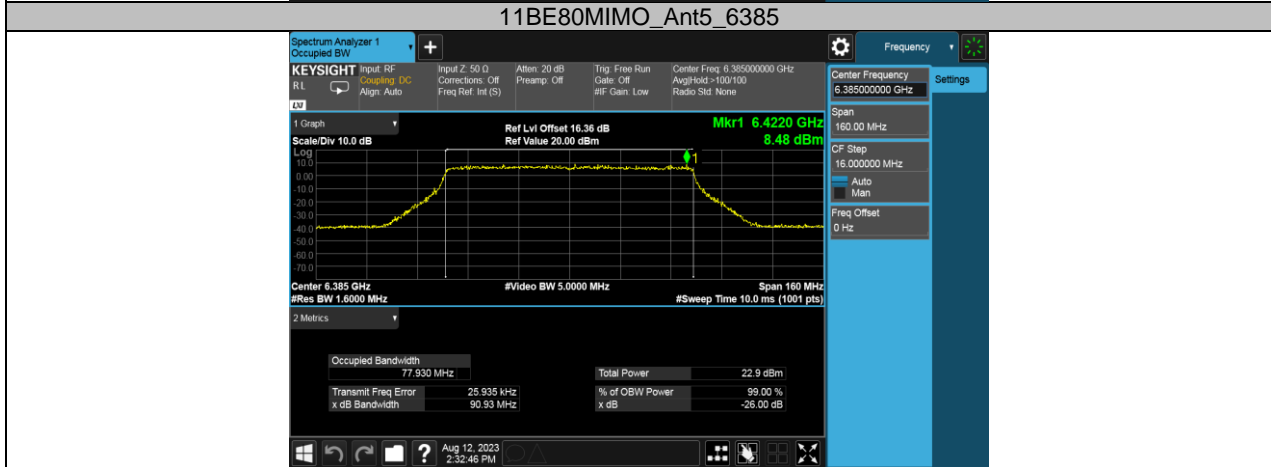 11BE80MIMO_Ant5_6385
Spectrum Analyzer 1
Occupied BW
+
Frequency
KEYSIGHT
RL
LXI
Input: RF
Coupling: DC
Align: Auto
Input Z: 50 Ω
Corrections: Off
Freq Ref: Int (S)
Atten: 20 dB
Preamp: Off
Trig: Free Run
Gate: Off
#IF Gain: Low
Center Freq: 6.385000000 GHz
Avg|Hold:>100/100
Radio Std: None
Center Frequency
6.385000000 GHz
Settings
Span
160.00 MHz
CF Step
16.000000 MHz
Auto
Man
Freq Offset
0 Hz
1 Graph
Scale/Div 10.0 dB
Ref Lvl Offset 16.36 dB
Ref Value 20.00 dBm
Mkr1 6.4220 GHz
8.48 dBm
Log
10.0
0.00
-10.0
-20.0
-30.0
-40.0
-50.0
-60.0
-70.0
1
Center 6.385 GHz
#Res BW 1.6000 MHz
#Video BW 5.0000 MHz
Span 160 MHz
#Sweep Time 10.0 ms (1001 pts)
2 Metrics
Occupied Bandwidth
77.930 MHz
Total Power 22.9 dBm
Transmit Freq Error 25.935 kHz
% of OBW Power 99.00 %
x dB Bandwidth 90.93 MHz
x dB -26.00 dB
?
Aug 12, 2023
2:32:46 PM